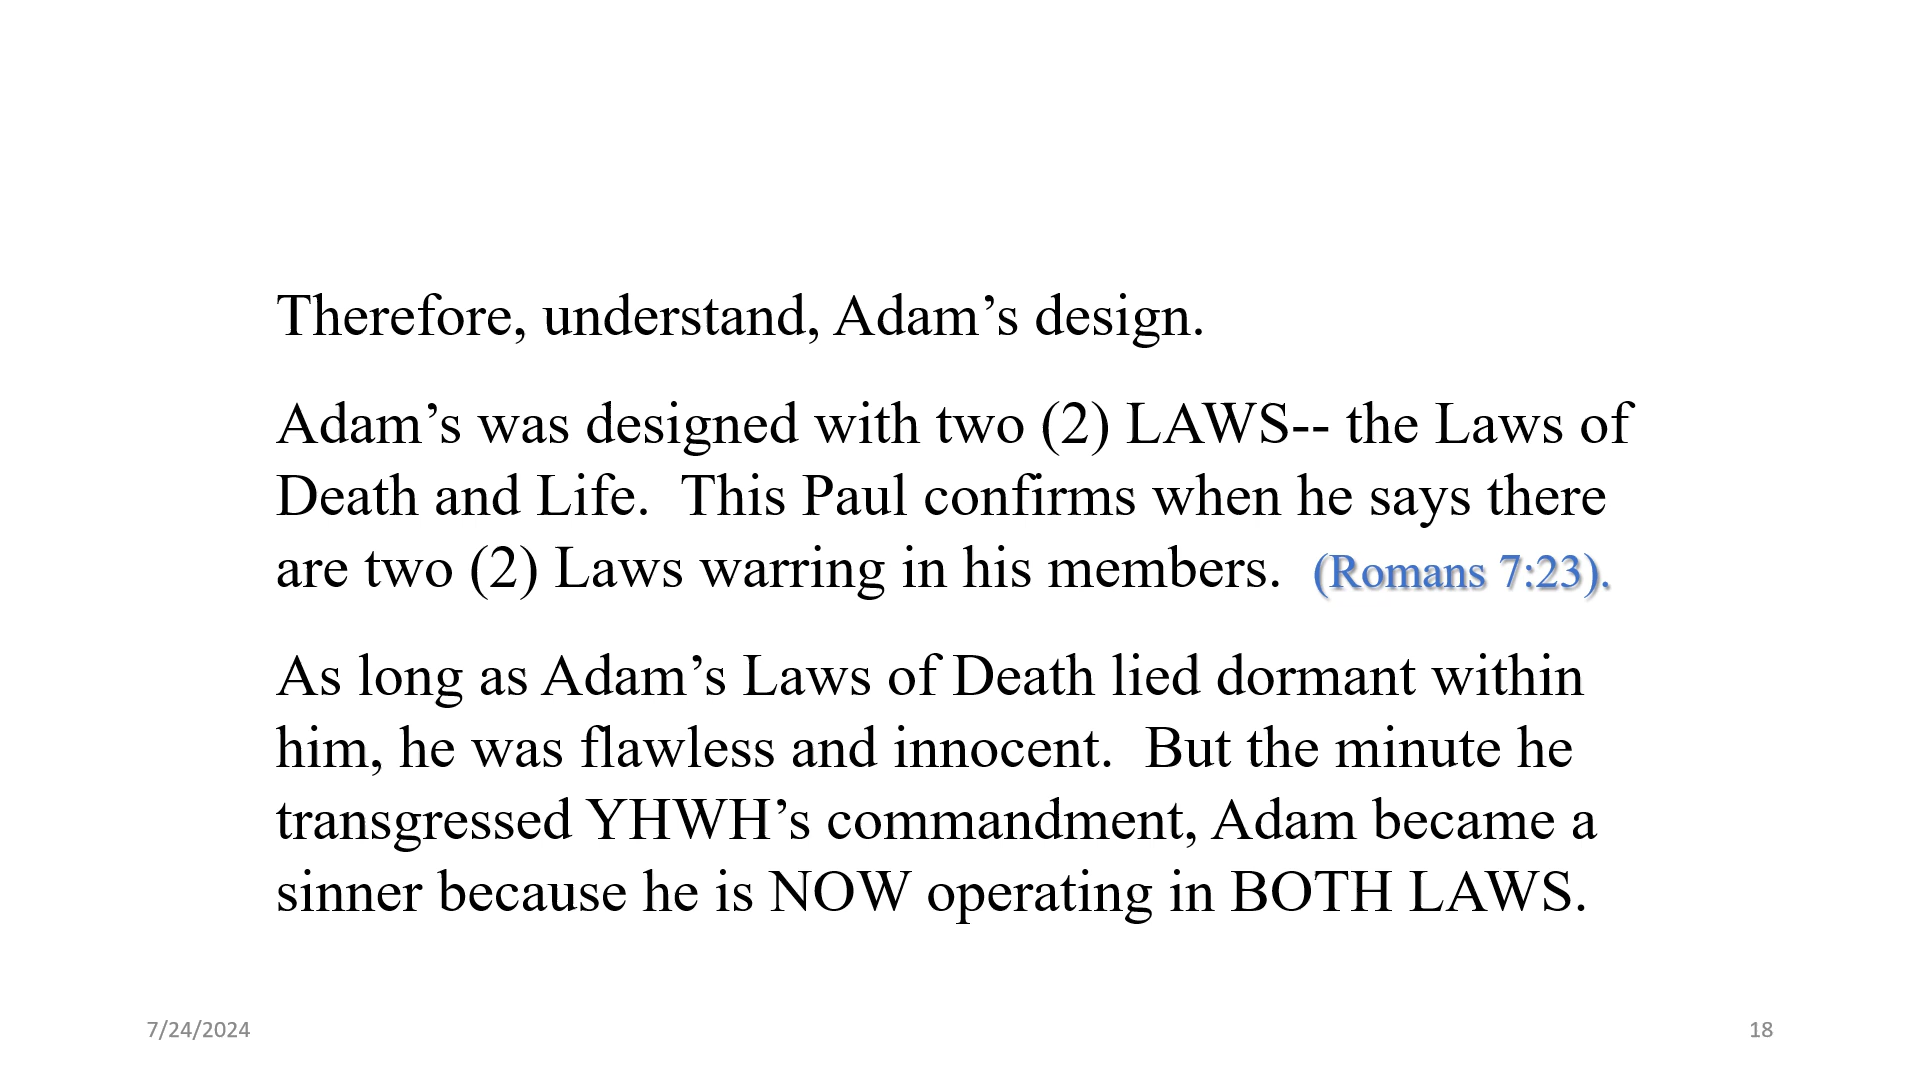 Therefore, understand, Adam’s design.
Adam’s was designed with two (2) LAWS-- the Laws of
Death and Life.  This Paul confirms when he says there
are two (2) Laws warring in his members.  (Romans 7:23).
As long as Adam’s Laws of Death lied dormant within
him, he was flawless and innocent.  But the minute he
transgressed YHWH’s commandment, Adam became a
sinner because he is NOW operating in BOTH LAWS.
7/24/2024
18